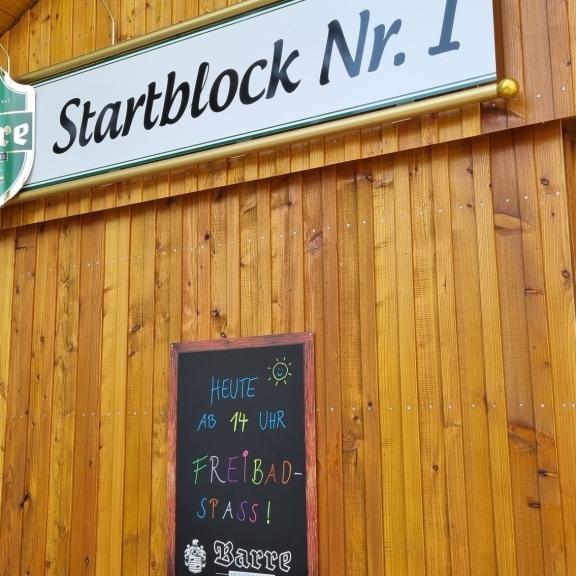 Startblock Nr. 1
HEUTE
AB 14 UHR
FREIBAD-
SPASS!
Barre